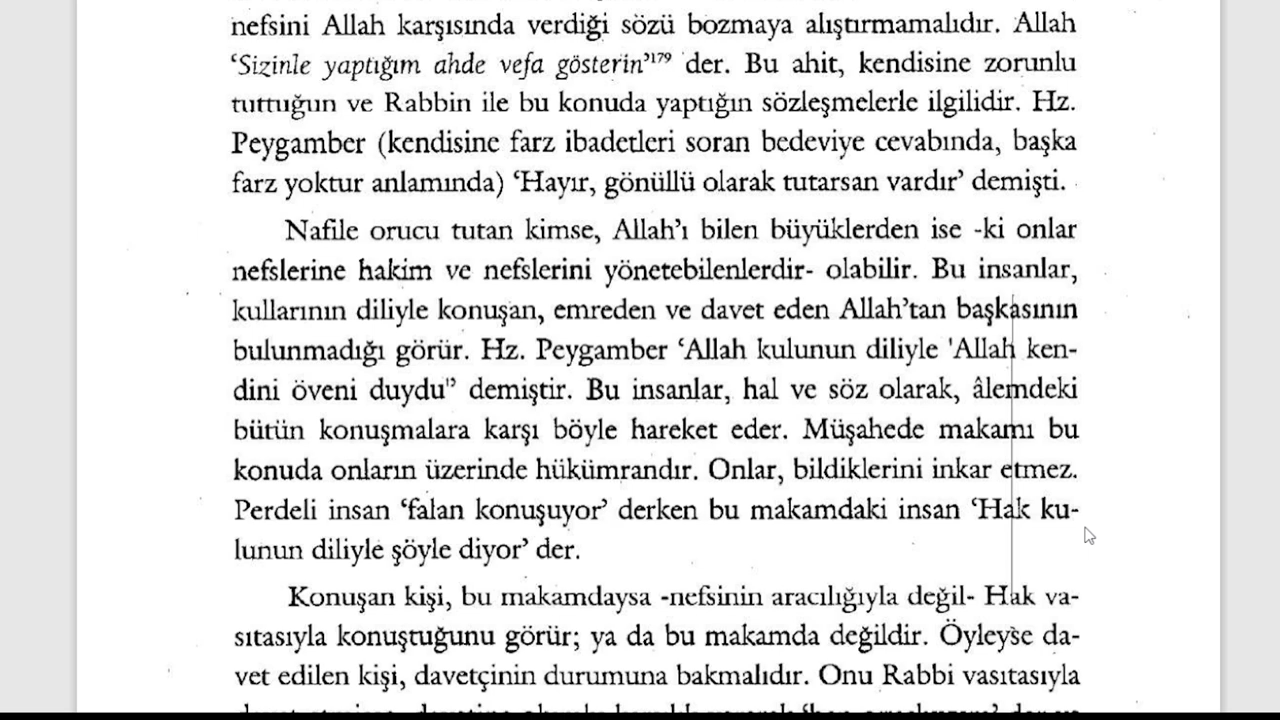 nefsini Allah karşısında verdiği sözü bozmaya alıştırmamalıdır. Allah
‘Sizinle yaptığım ahde vefa gösterin’¹⁷⁹ der. Bu ahit, kendisine zorunlu
tuttuğun ve Rabbin ile bu konuda yaptığın sözleşmelerle ilgilidir. Hz.
Peygamber (kendisine farz ibadetleri soran bedeviye cevabında, başka
farz yoktur anlamında) ‘Hayır, gönüllü olarak tutarsan vardır’ demişti.
Nafile orucu tutan kimse, Allah’ı bilen büyüklerden ise -ki onlar
nefslerine hakim ve nefslerini yönetebilenlerdir- olabilir. Bu insanlar,
kullarının diliyle konuşan, emreden ve davet eden Allah’tan başkasının
bulunmadığı görür. Hz. Peygamber ‘Allah kulunun diliyle 'Allah ken-
dini öveni duydu'’ demiştir. Bu insanlar, hal ve söz olarak, âlemdeki
bütün konuşmalara karşı böyle hareket eder. Müşahede makamı bu
konuda onların üzerinde hükümrandır. Onlar, bildiklerini inkar etmez.
Perdeli insan ‘falan konuşuyor’ derken bu makamdaki insan ‘Hak ku-
lunun diliyle şöyle diyor’ der.
Konuşan kişi, bu makamdaysa -nefsinin aracılığıyla değil- Hak va-
sıtasıyla konuştuğunu görür; ya da bu makamda değildir. Öyleyse da-
vet edilen kişi, davetçinin durumuna bakmalıdır. Onu Rabbi vasıtasıyla